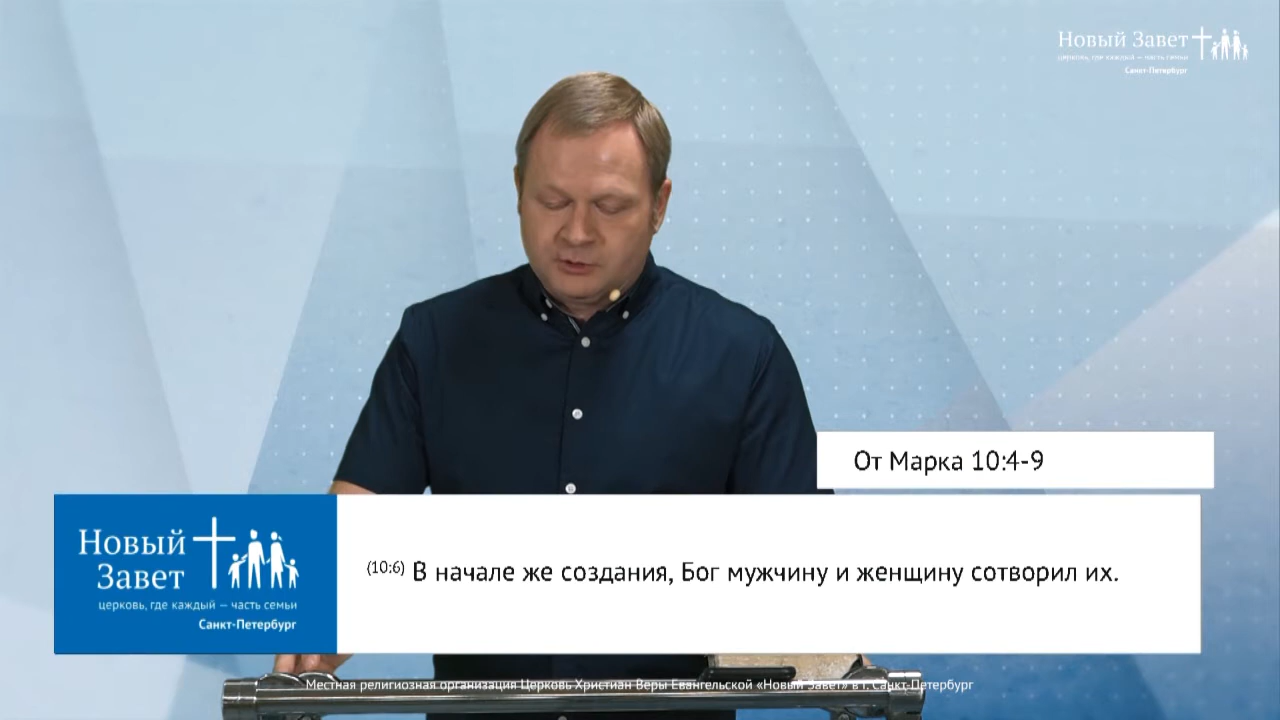 Новый Завет
церковь, где каждый — часть семьи
Санкт-Петербург
От Марка 10:4-9
Новый
Завет
церковь, где каждый — часть семьи
Санкт-Петербург
(10:6) В начале же создания, Бог мужчину и женщину сотворил их.
Местная религиозная организация Церковь Христиан Веры Евангельской «Новый Завет» в г. Санкт-Петербург